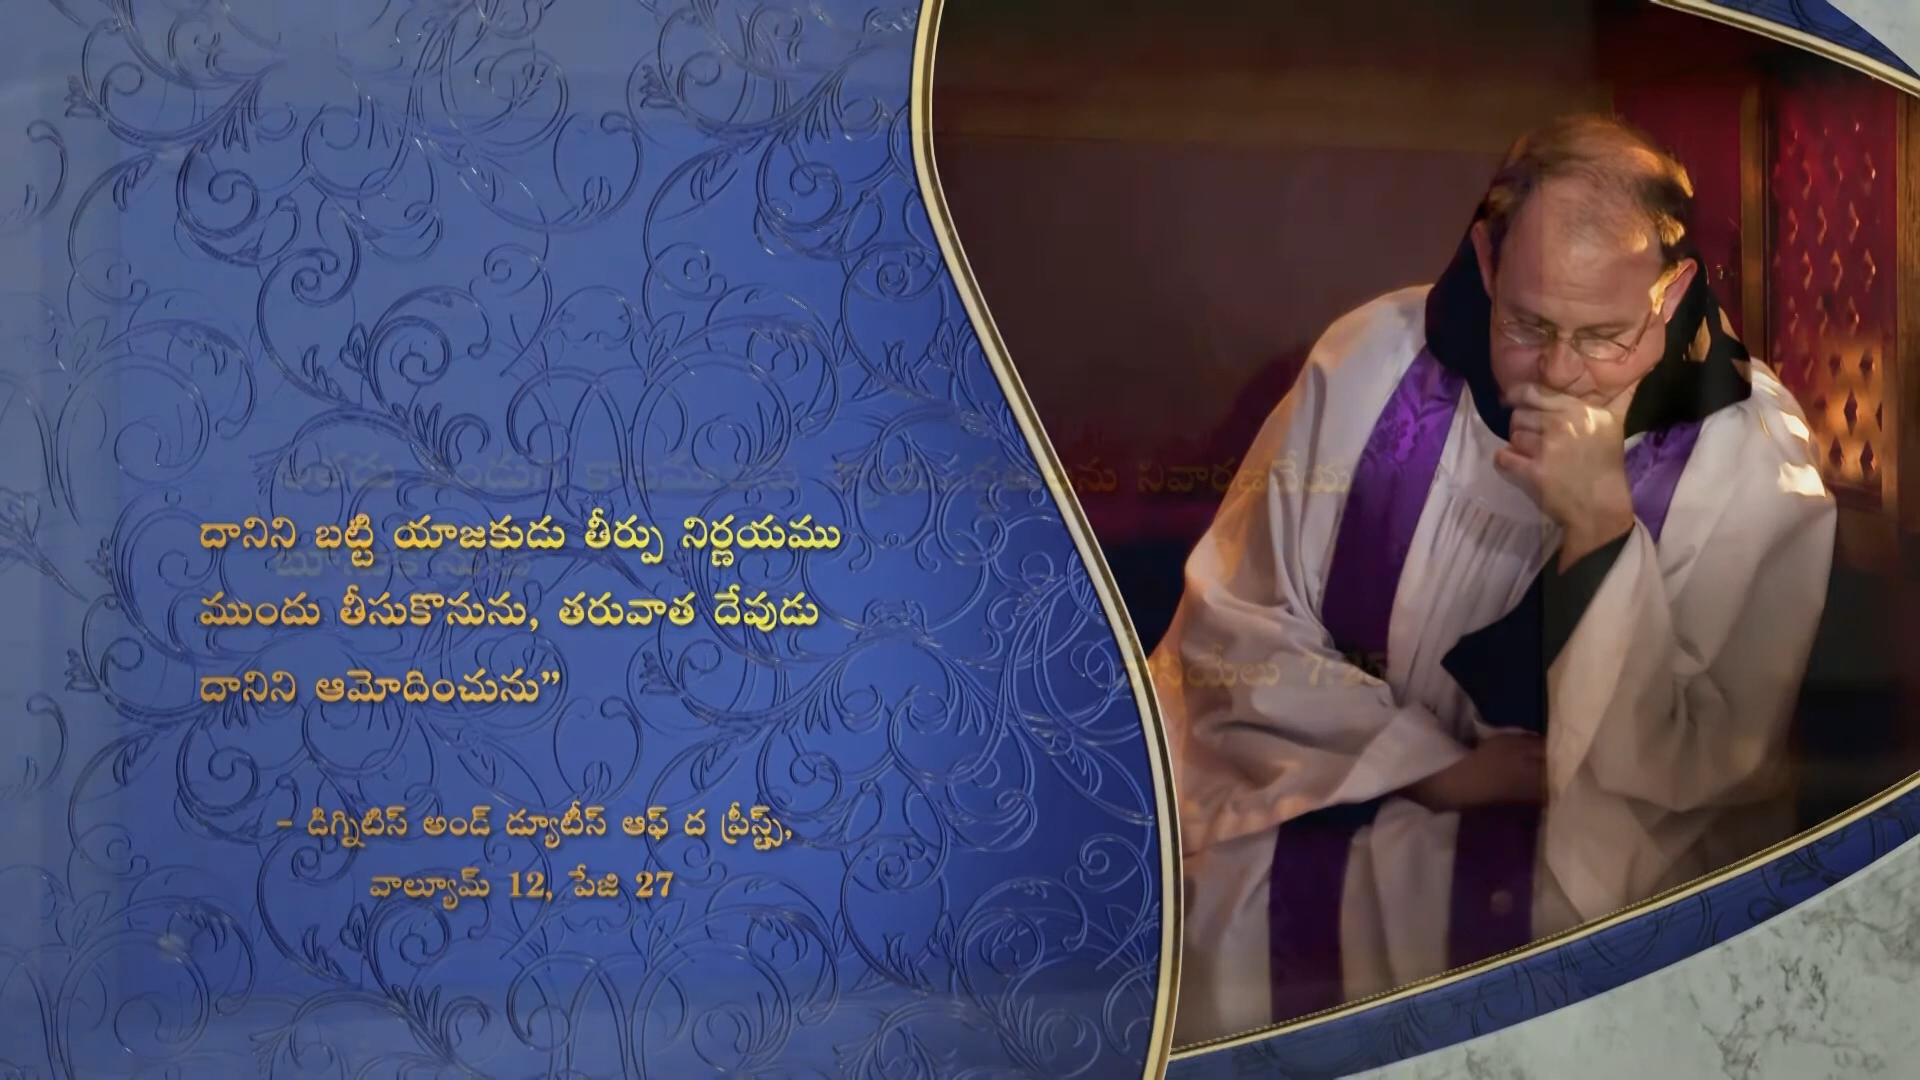 దానిని బట్టి యాజకుడు తీర్పు నిర్ణయము
ముందు తీసుకొనును, తరువాత దేవుడు
దానిని ఆమోదించును”
- డిగ్నిటిస్ అండ్ డ్యూటీస్ ఆఫ్ ద ప్రీస్ట్స్,
వాల్యూమ్ 12, పేజి 27